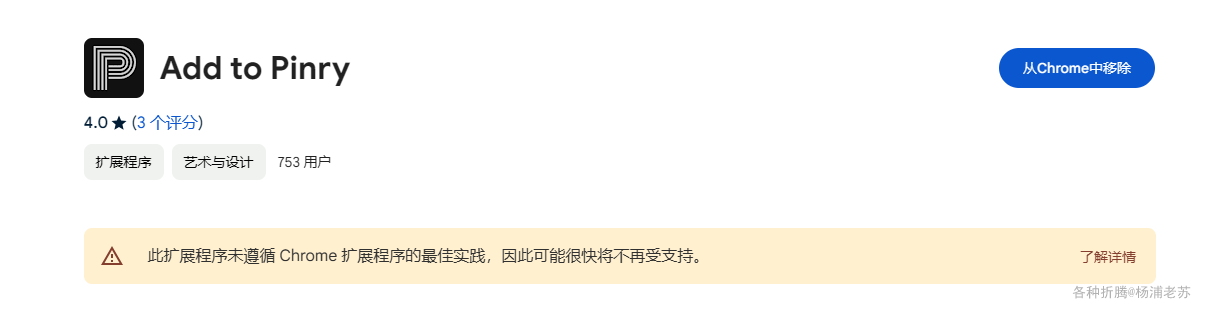 Add to Pinry
从Chrome中移除
4.0 ★ (3 个评分)
扩展程序 艺术与设计 753 用户
此扩展程序未遵循 Chrome 扩展程序的最佳实践，因此可能很快将不再受支持。
了解详情
各种折腾@杨浦老苏